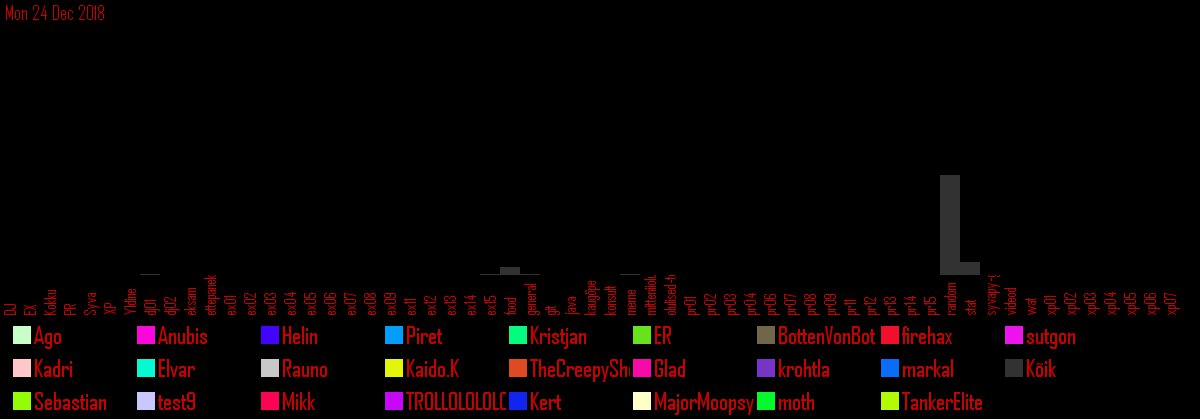 Mon 24 Dec 2018
DJ EX Kokku PR Syva XP Yldine dj01 dj02 eksam ettepanek ex01 ex02 ex03 ex04 ex05 ex06 ex07 ex08 ex09 ex11 ex12 ex13 ex14 ex15 food general git java kaugõpe konsult meme mitteniiol olulised-t pr01 pr02 pr03 pr04 pr06 pr07 pr08 pr09 pr11 pr12 pr13 pr14 pr15 random stat syvapy-t videod wat xp01 xp02 xp03 xp04 xp05 xp06 xp07
Ago Anubis Helin Piret Kristjan ER BottenVonBot firehax sutgon
Kadri Elvar Rauno Kaido.K TheCreepySh Glad krohtla markal Kõik
Sebastian test9 Mikk TROLLOLOLOLO Kert MajorMoopsy moth TankerElite